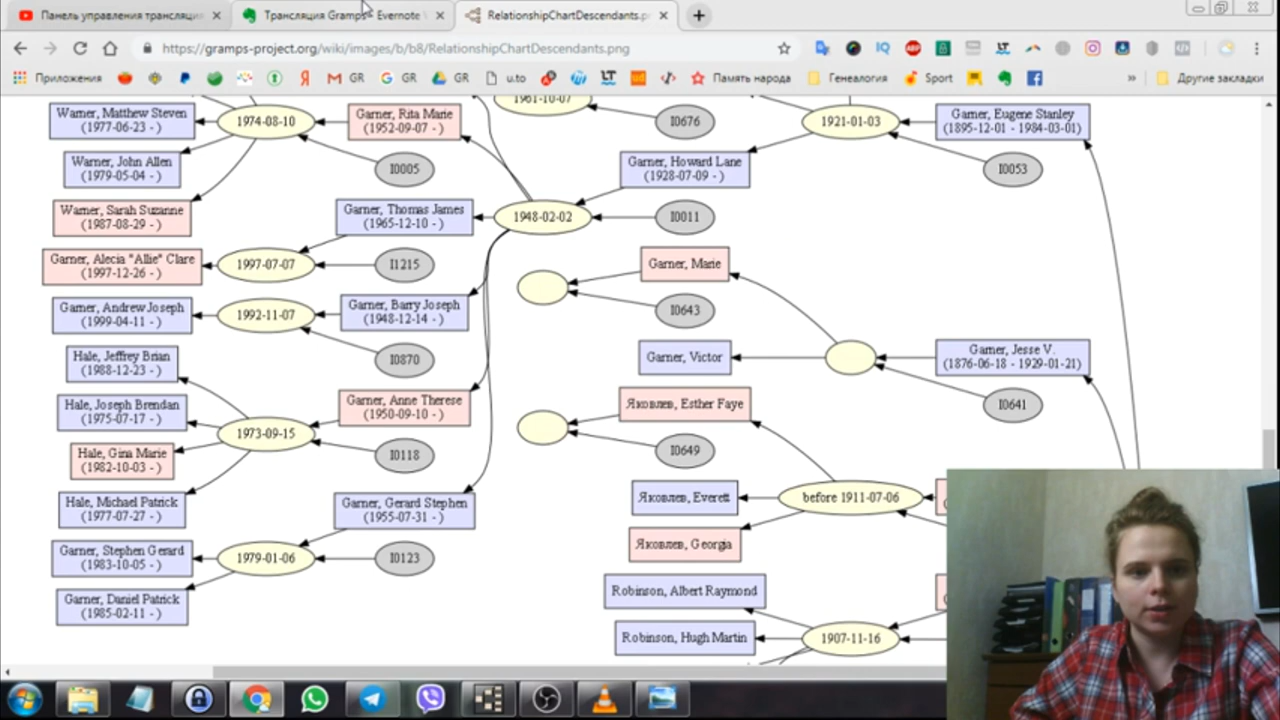 Панель управления трансляци
Трансляция Gramps - Evernote
RelationshipChartDescendants.p
https://gramps-project.org/wiki/images/b/b8/RelationshipChartDescendants.png
Приложения
GR
GR
GR
u.to
Память народа
Генеалогия
Sport
»
Другие закладки
Warner, Matthew Steven
(1977-06-23 - )
1974-08-10
Garner, Rita Marie
(1952-09-07 - )
1961-10-07
I0676
1921-01-03
Garner, Eugene Stanley
(1895-12-01 - 1984-03-01)
Warner, John Allen
(1979-05-04 - )
I0005
Garner, Howard Lane
(1928-07-09 - )
I0053
Warner, Sarah Suzanne
(1987-08-29 - )
Garner, Thomas James
(1965-12-10 - )
1948-02-02
I0011
Garner, Alecia "Allie" Clare
(1997-12-26 - )
1997-07-07
I1215
Garner, Marie
Garner, Andrew Joseph
(1999-04-11 - )
1992-11-07
Garner, Barry Joseph
(1948-12-14 - )
I0643
Hale, Jeffrey Brian
(1988-12-23 - )
I0870
Garner, Victor
Garner, Jesse V.
(1876-06-18 - 1929-01-21)
Hale, Joseph Brendan
(1975-07-17 - )
Garner, Anne Therese
(1950-09-10 - )
Яковлев, Esther Faye
I0641
1973-09-15
Hale, Gina Marie
(1982-10-03 - )
I0118
I0649
Hale, Michael Patrick
(1977-07-27 - )
Garner, Gerard Stephen
(1955-07-31 - )
Яковлев, Everett
before 1911-07-06
Garner, Stephen Gerard
(1983-10-05 - )
1979-01-06
I0123
Яковлев, Georgia
Garner, Daniel Patrick
(1985-02-11 - )
Robinson, Albert Raymond
Robinson, Hugh Martin
1907-11-16